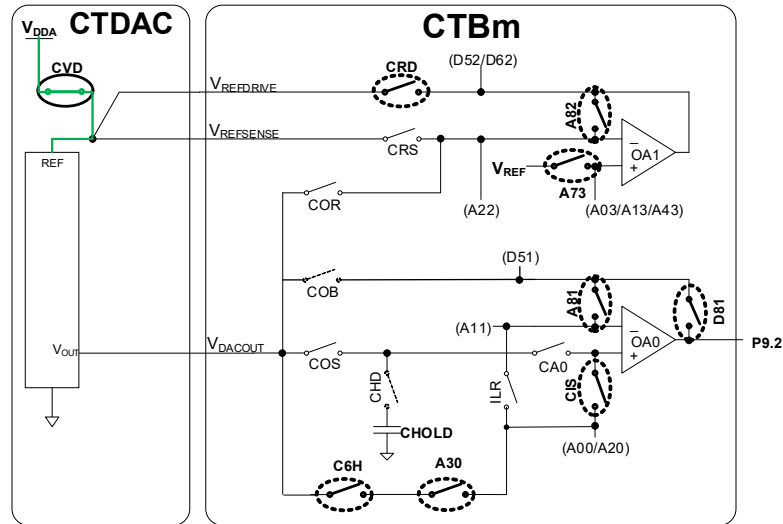 CTDAC
CTBm
VDDA
CVD
CRD
(D52/D62)
VREFDRIVE
A82
VREFSENSE
CRS
OA1
REF
VREF
A73
COR
(A22)
(A03/A13/A43)
(D51)
COB
A81
D81
(A11)
OA0
VOUT
VDACOUT
COS
CA0
P9.2
CHD
ILR
CIS
CHOLD
(A00/A20)
C6H
A30